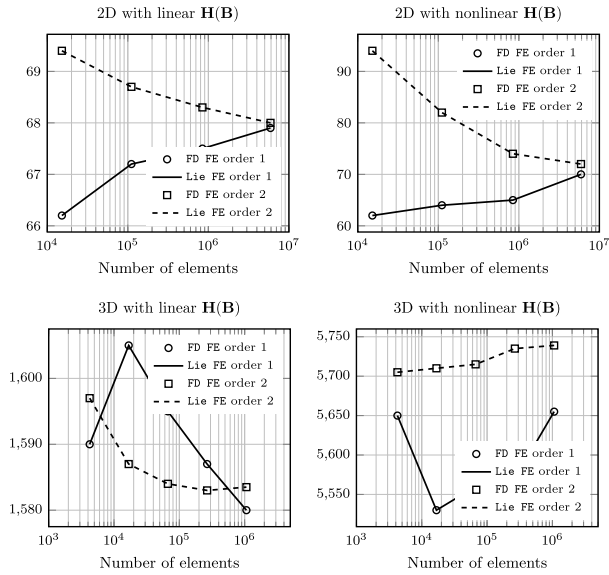 2D with linear H(B)
69
68
67
66
10^4 10^5 10^6 10^7
Number of elements
FD FE order 1
Lie FE order 1
FD FE order 2
Lie FE order 2
2D with nonlinear H(B)
90
80
70
60
10^4 10^5 10^6 10^7
Number of elements
FD FE order 1
Lie FE order 1
FD FE order 2
Lie FE order 2
3D with linear H(B)
1,600
1,590
1,580
10^3 10^4 10^5 10^6
Number of elements
FD FE order 1
Lie FE order 1
FD FE order 2
Lie FE order 2
3D with nonlinear H(B)
5,750
5,700
5,650
5,600
5,550
10^3 10^4 10^5 10^6
Number of elements
FD FE order 1
Lie FE order 1
FD FE order 2
Lie FE order 2